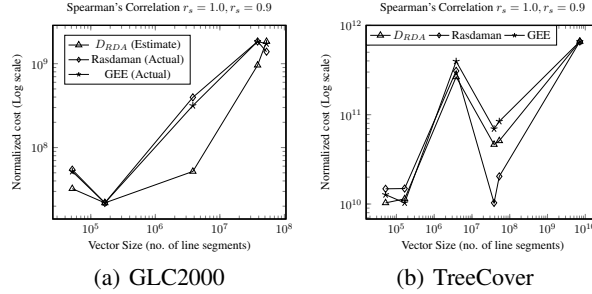 Spearman's Correlation r_s = 1.0, r_s = 0.9
D_RDA (Estimate)
Rasdaman (Actual)
GEE (Actual)
Normalized cost (Log scale)
10^9
10^8
10^5
10^6
10^7
10^8
Vector Size (no. of line segments)
(a) GLC2000
Spearman's Correlation r_s = 1.0, r_s = 0.9
D_RDA
Rasdaman
GEE
Normalized cost (Log scale)
10^12
10^11
10^10
10^5
10^6
10^7
10^8
10^9
10^10
Vector Size (no. of line segments)
(b) TreeCover